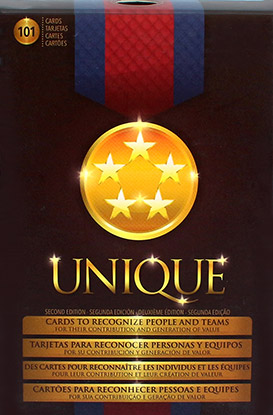 101
CARDS
TARJETAS
CARTES
CARTÕES
UNIQUE
SECOND EDITION · SEGUNDA EDICIÓN · DEUXIÈME ÉDITION · SEGUNDA EDIÇÃO
CARDS TO RECOGNIZE PEOPLE AND TEAMS
FOR THEIR CONTRIBUTION AND GENERATION OF VALUE
TARJETAS PARA RECONOCER PERSONAS Y EQUIPOS
POR SU CONTRIBUCIÓN Y GENERACIÓN DE VALOR
DES CARTES POUR RECONNAÎTRE LES INDIVIDUS ET LES ÉQUIPES
POUR LEUR CONTRIBUTION ET LEUR CRÉATION DE VALEUR
CARTÕES PARA RECONHECER PESSOAS E EQUIPES
POR SUA CONTRIBUIÇÃO E GERAÇÃO DE VALOR